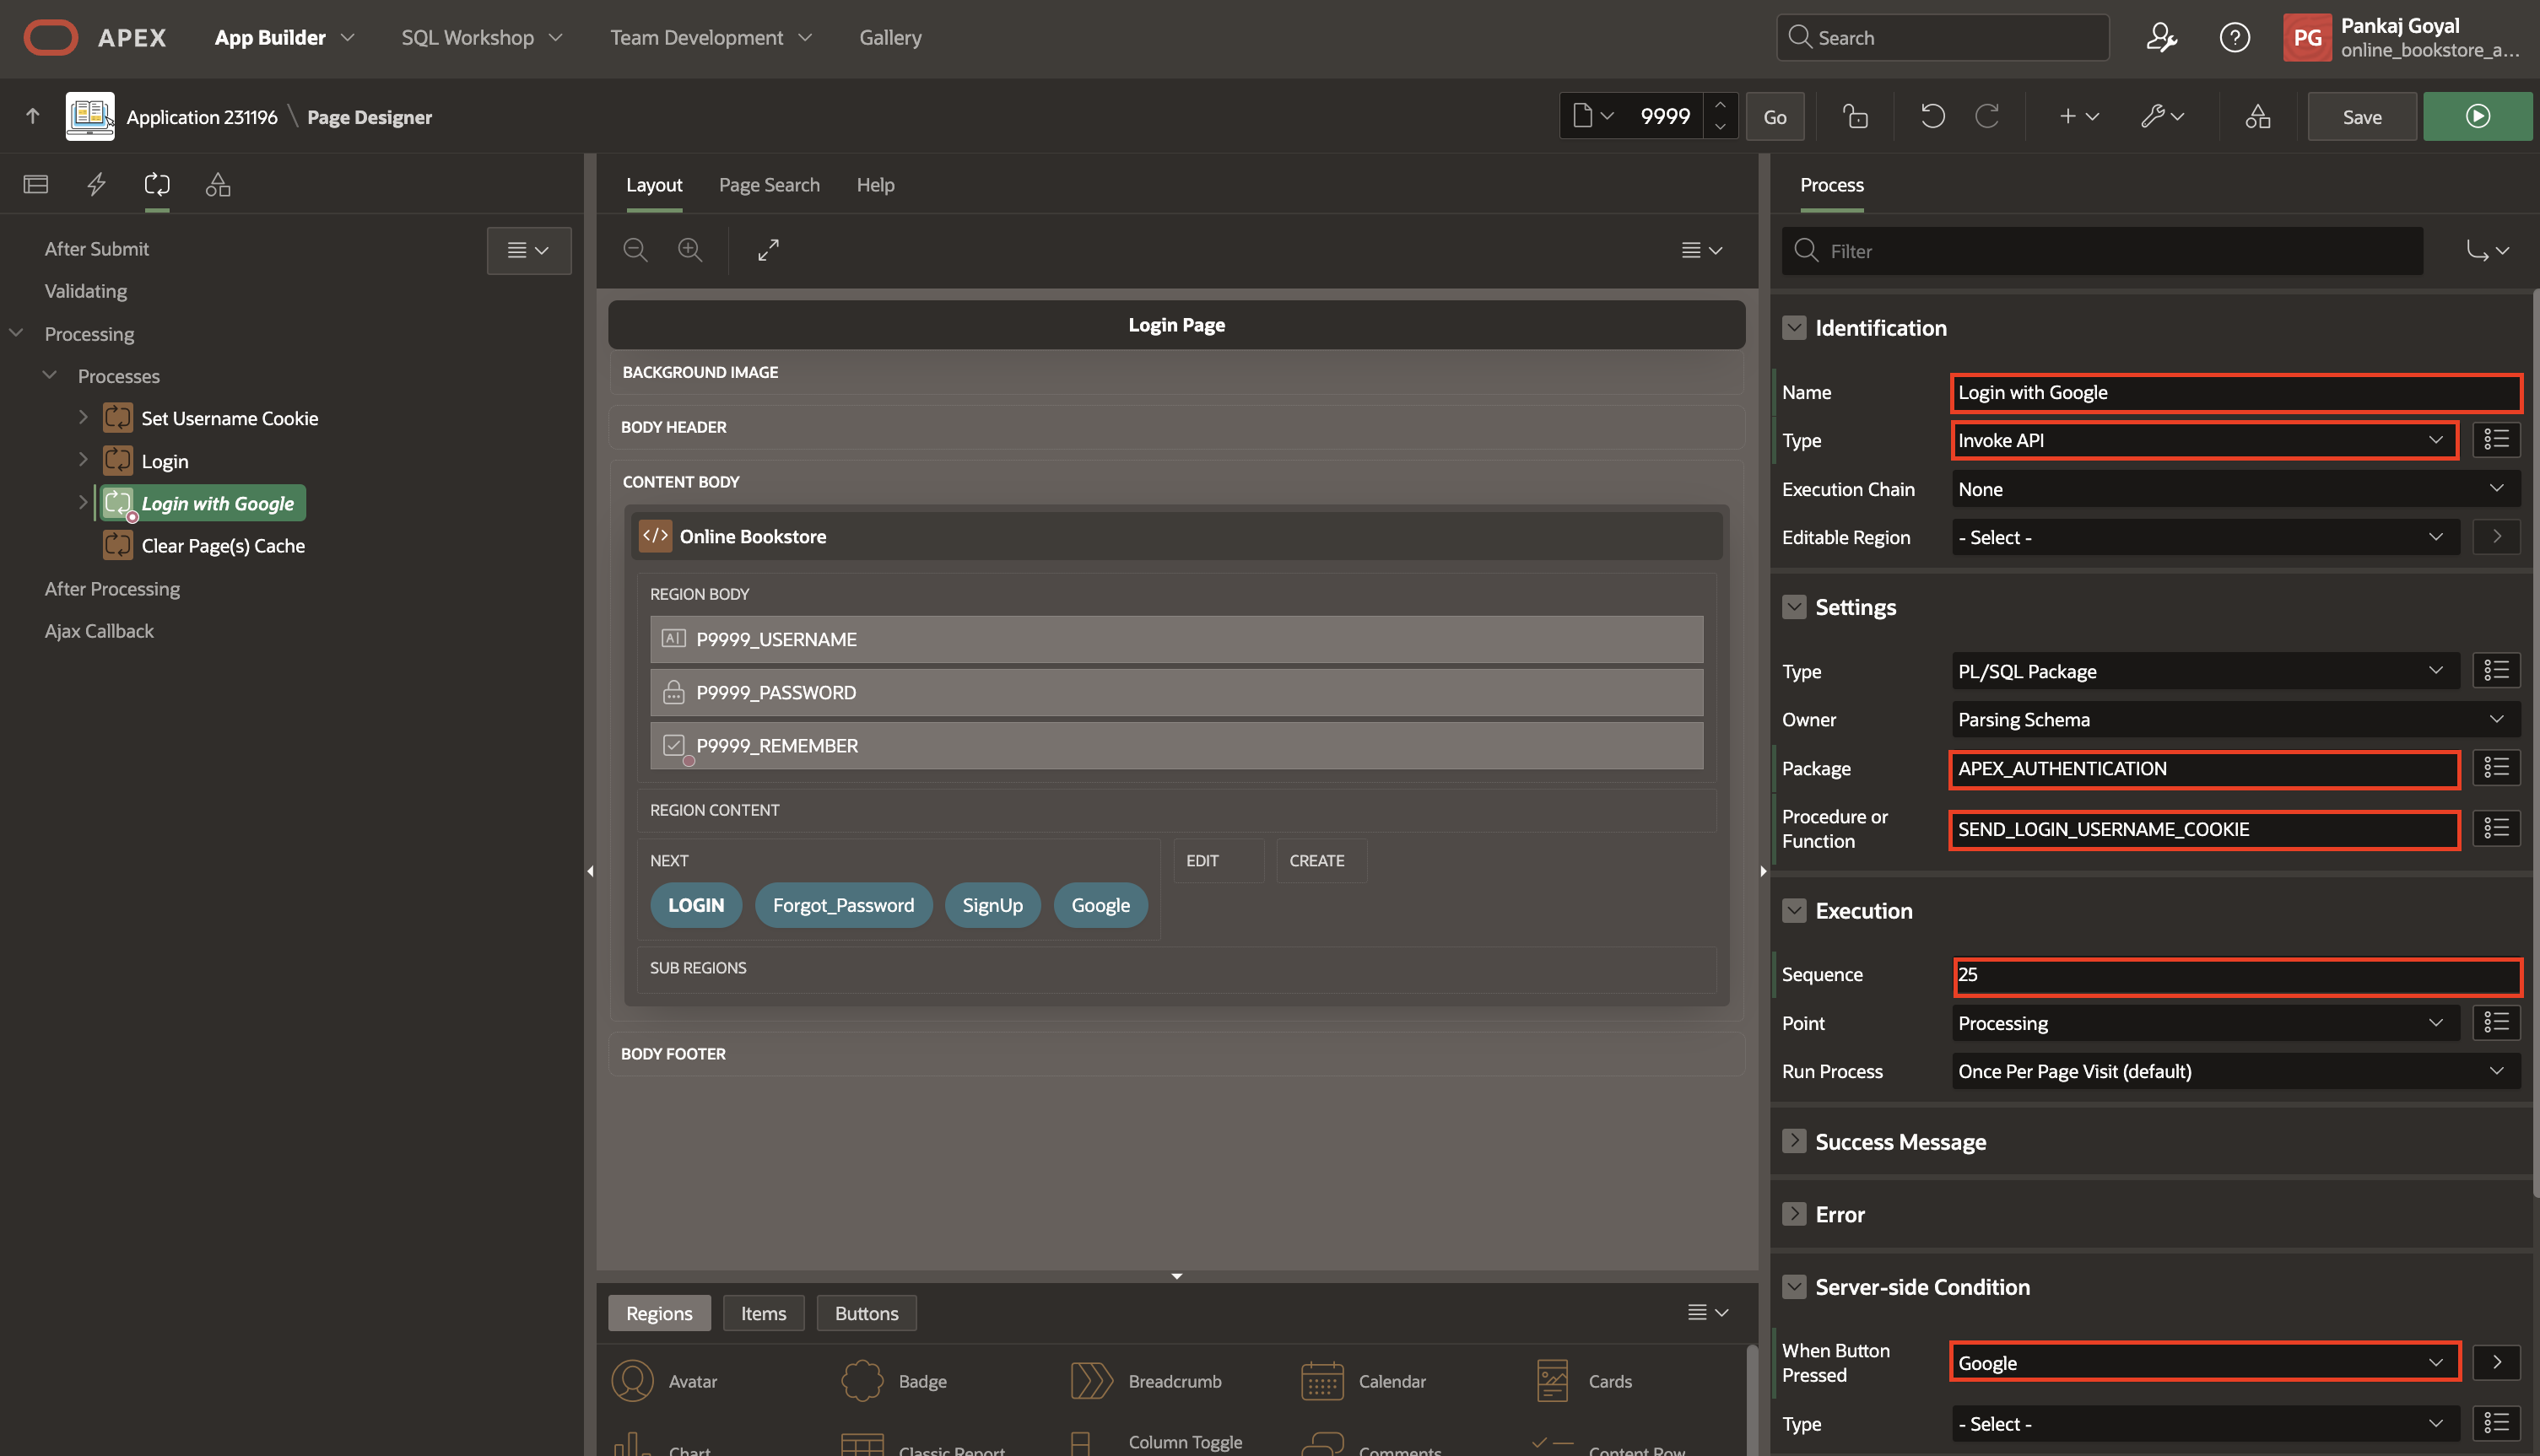 APEX
App Builder
SQL Workshop
Team Development
Gallery
Search
PG
Pankaj Goyal
online_bookstore_a...
Application 231196 \ Page Designer
9999
Go
Save
After Submit
Validating
Processing
Processes
Set Username Cookie
Login
Login with Google
Clear Page(s) Cache
After Processing
Ajax Callback
Layout
Page Search
Help
Login Page
BACKGROUND IMAGE
BODY HEADER
CONTENT BODY
Online Bookstore
REGION BODY
P9999_USERNAME
P9999_PASSWORD
P9999_REMEMBER
REGION CONTENT
NEXT
EDIT
CREATE
LOGIN
Forgot_Password
SignUp
Google
SUB REGIONS
BODY FOOTER
Regions
Items
Buttons
Avatar
Badge
Breadcrumb
Calendar
Cards
Chart
Classic Report
Column Toggle
Comments
Content Row
Process
Filter
Identification
Name
Login with Google
Type
Invoke API
Execution Chain
None
Editable Region
- Select -
Settings
Type
PL/SQL Package
Owner
Parsing Schema
Package
APEX_AUTHENTICATION
Procedure or
Function
SEND_LOGIN_USERNAME_COOKIE
Execution
Sequence
25
Point
Processing
Run Process
Once Per Page Visit (default)
Success Message
Error
Server-side Condition
When Button
Pressed
Google
Type
- Select -